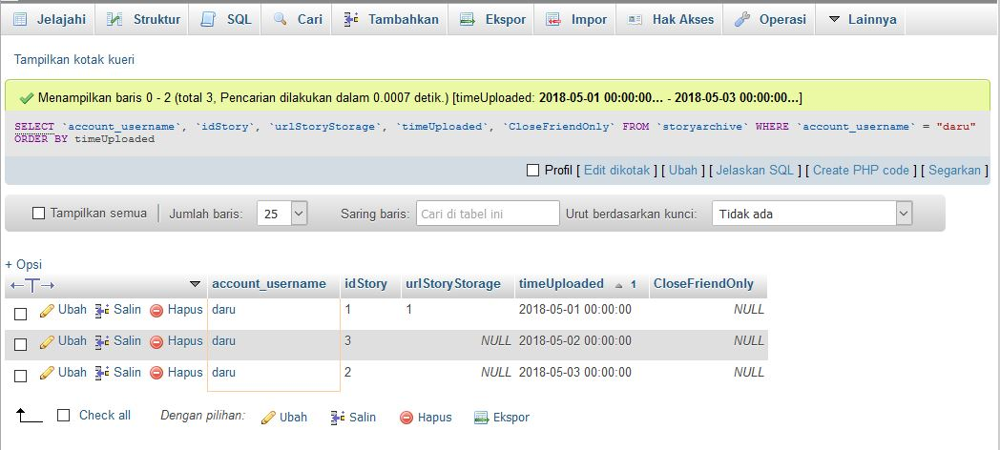 Jelajahi Struktur SQL Cari Tambahkan Ekspor Impor Hak Akses Operasi Lainnya
Tampilkan kotak kueri
Menampilkan baris 0 - 2 (total 3, Pencarian dilakukan dalam 0.0007 detik.) [timeUploaded: 2018-05-01 00:00:00... - 2018-05-03 00:00:00...]
SELECT `account_username`, `idStory`, `urlStoryStorage`, `timeUploaded`, `CloseFriendOnly` FROM `storyarchive` WHERE `account_username` = "daru"
ORDER BY timeUploaded
Profil [ Edit dikotak ] [ Ubah ] [ Jelaskan SQL ] [ Create PHP code ] [ Segarkan ]
Tampilkan semua Jumlah baris: 25 Saring baris: Cari di tabel ini Urut berdasarkan kunci: Tidak ada
+ Opsi
←T→ account_username idStory urlStoryStorage timeUploaded 1 CloseFriendOnly
Ubah Salin Hapus daru 1 1 2018-05-01 00:00:00 NULL
Ubah Salin Hapus daru 3 NULL 2018-05-02 00:00:00 NULL
Ubah Salin Hapus daru 2 NULL 2018-05-03 00:00:00 NULL
Check all Dengan pilihan: Ubah Salin Hapus Ekspor